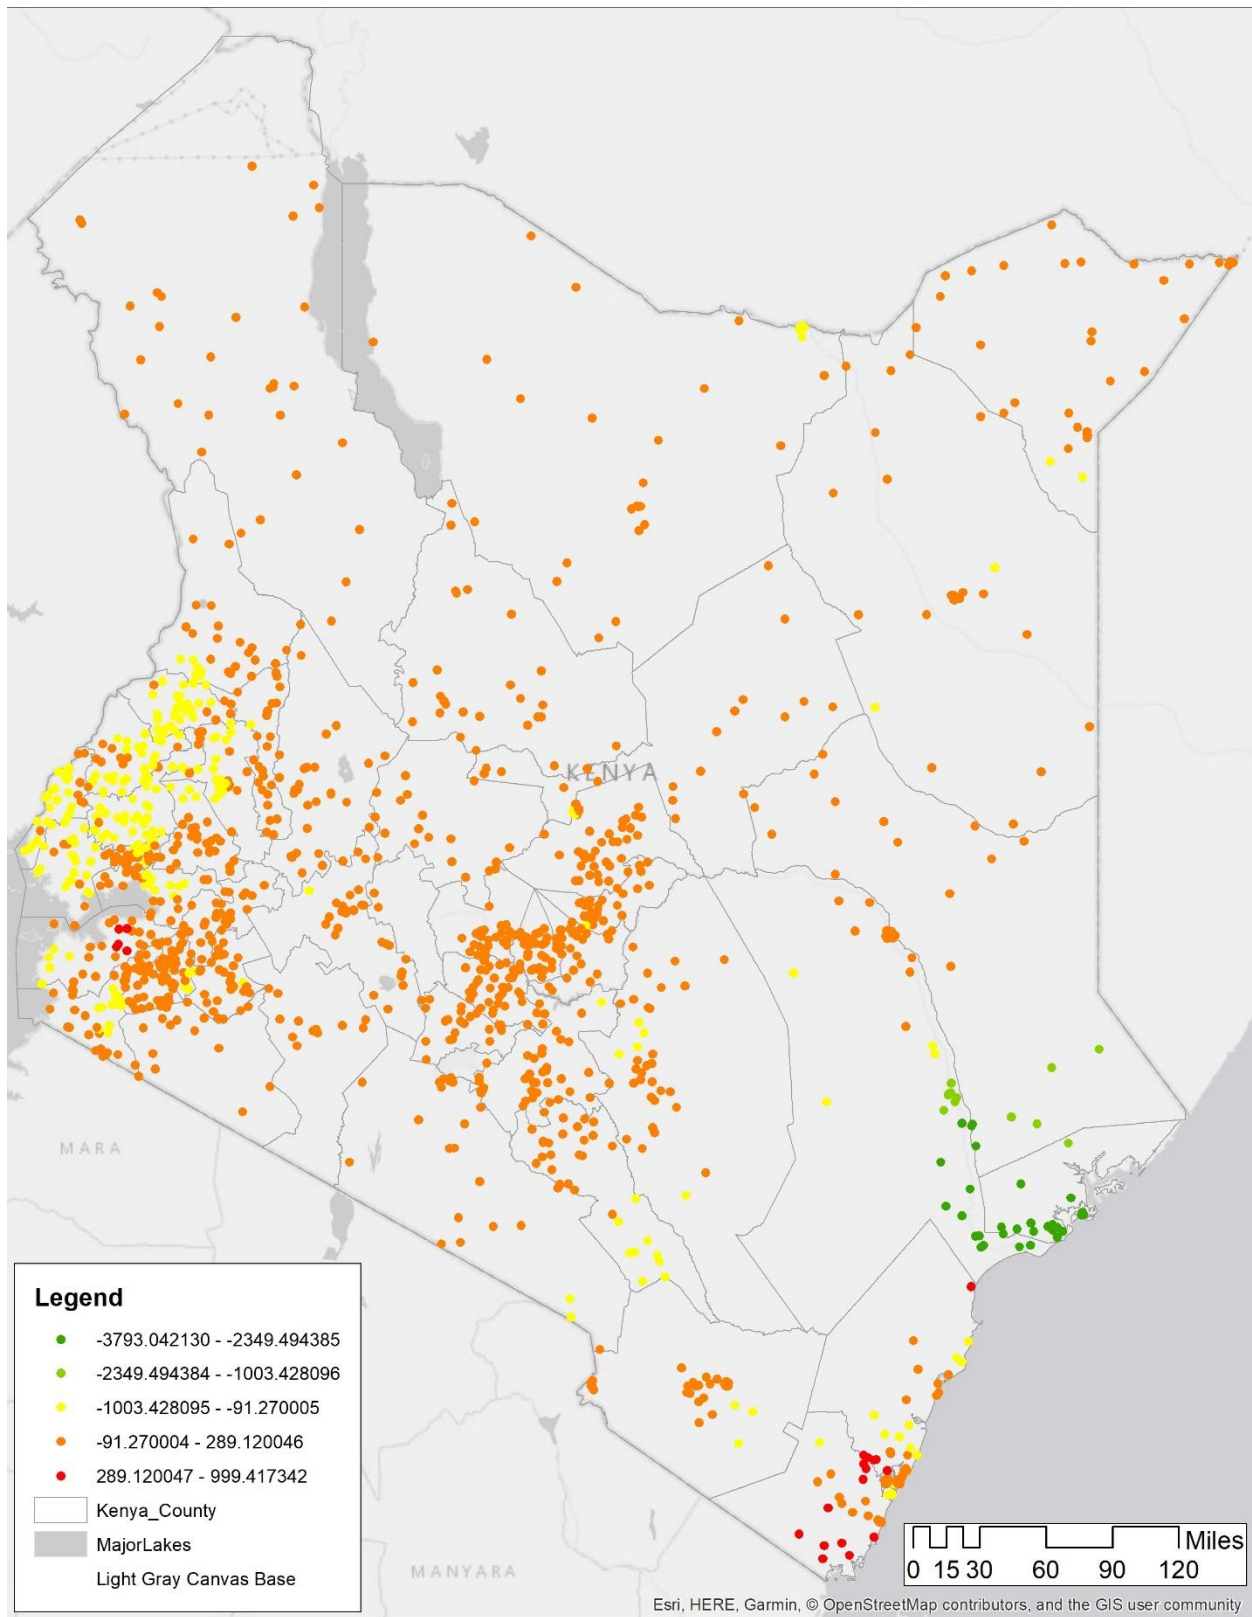 KENYA
MARA
Legend
-3793.042130 - -2349.494385
-2349.494384 - -1003.428096
-1003.428095 - -91.270005
-91.270004 - 289.120046
289.120047 - 999.417342
Kenya_County
MajorLakes
Light Gray Canvas Base
MANYARA
Miles
0 15 30 60 90 120
Esri, HERE, Garmin, © OpenStreetMap contributors, and the GIS user community